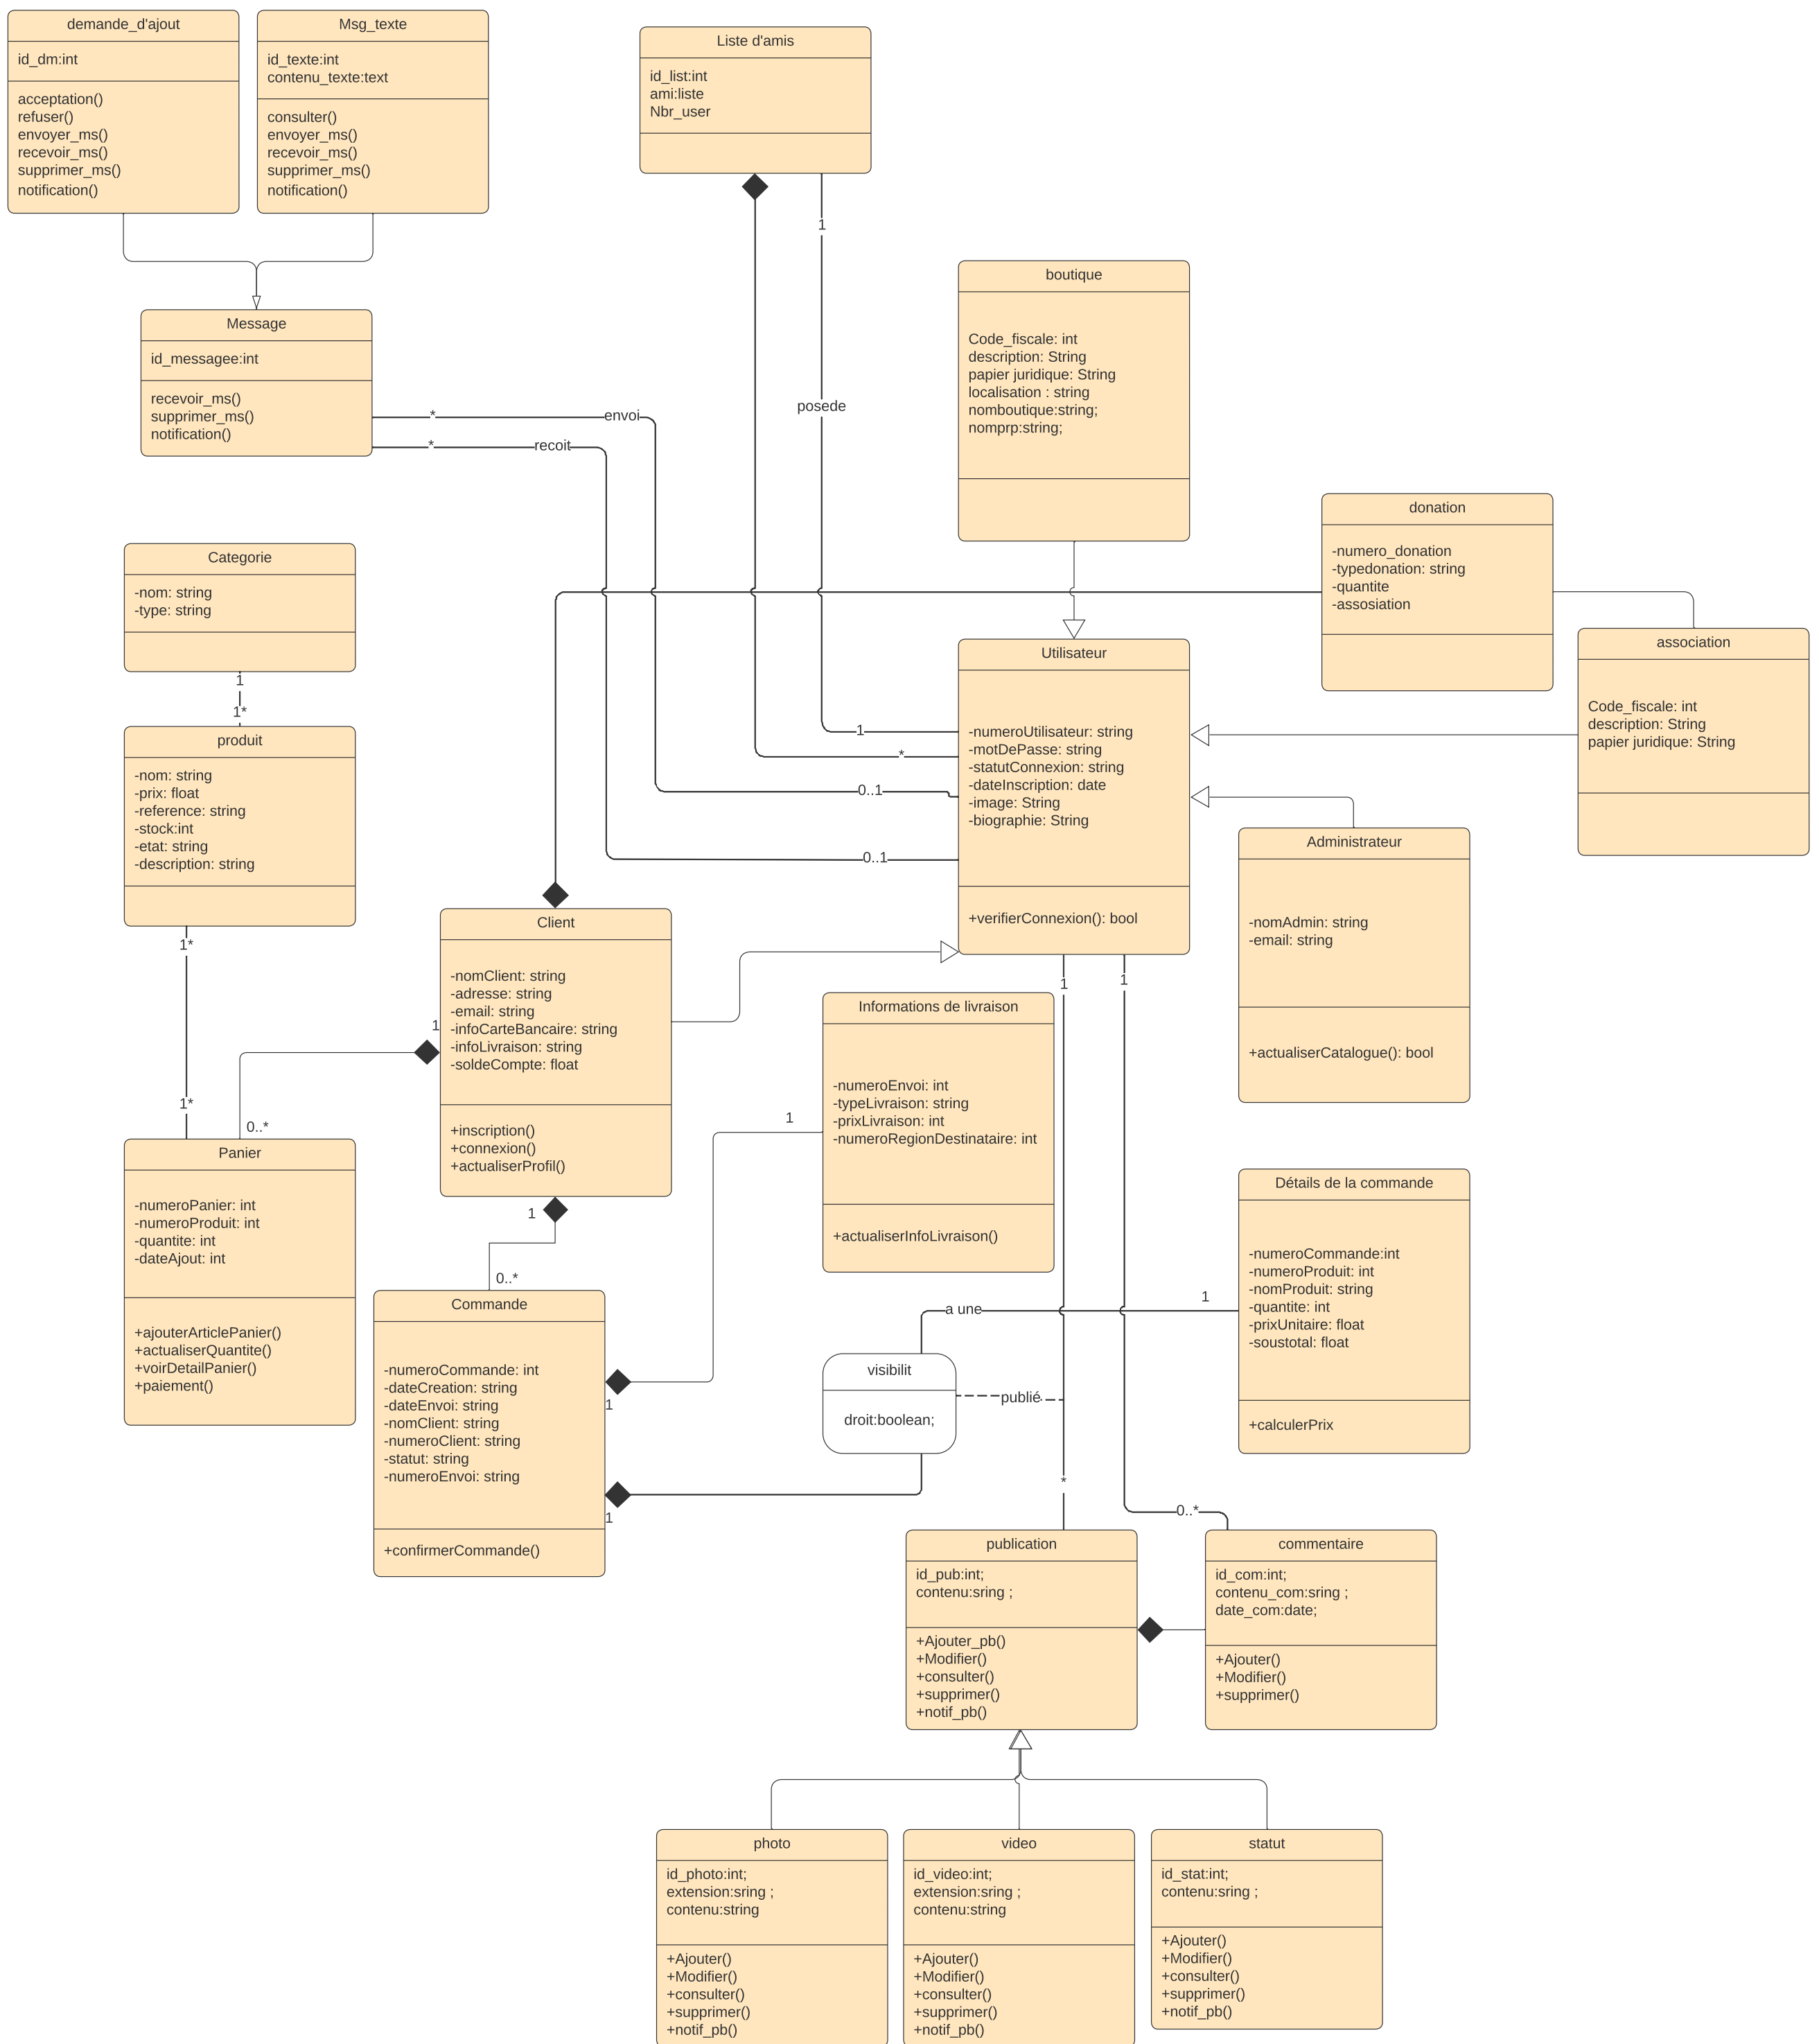 demande_d'ajout
id_dm:int
acceptation()
refuser()
envoyer_ms()
recevoir_ms()
supprimer_ms()
notification()
Msg_texte
id_texte:int
contenu_texte:text
consulter()
envoyer_ms()
recevoir_ms()
supprimer_ms()
notification()
Liste d'amis
id_list:int
ami:liste
Nbr_user
1
posede
1
*
Message
id_messagee:int
recevoir_ms()
supprimer_ms()
notification()
*
envoi
0..1
*
recoit
0..1
boutique
Code_fiscale: int
description: String
papier juridique: String
localisation : string
nomboutique:string;
nomprp:string;
donation
-numero_donation
-typedonation: string
-quantite
-assosiation
association
Code_fiscale: int
description: String
papier juridique: String
Categorie
-nom: string
-type: string
1
1*
produit
-nom: string
-prix: float
-reference: string
-stock:int
-etat: string
-description: string
1*
1*
Utilisateur
-numeroUtilisateur: string
-motDePasse: string
-statutConnexion: string
-dateInscription: date
-image: String
-biographie: String
+verifierConnexion(): bool
Administrateur
-nomAdmin: string
-email: string
+actualiserCatalogue(): bool
Client
-nomClient: string
-adresse: string
-email: string
-infoCarteBancaire: string
-infoLivraison: string
-soldeCompte: float
+inscription()
+connexion()
+actualiserProfil()
1
0..*
1
0..*
Panier
-numeroPanier: int
-numeroProduit: int
-quantite: int
-dateAjout: int
+ajouterArticlePanier()
+actualiserQuantite()
+voirDetailPanier()
+paiement()
Informations de livraison
-numeroEnvoi: int
-typeLivraison: string
-prixLivraison: int
-numeroRegionDestinataire: int
+actualiserInfoLivraison()
1
1
Commande
-numeroCommande: int
-dateCreation: string
-dateEnvoi: string
-nomClient: string
-numeroClient: string
-statut: string
-numeroEnvoi: string
+confirmerCommande()
1
a une
1
Détails de la commande
-numeroCommande:int
-numeroProduit: int
-nomProduit: string
-quantite: int
-prixUnitaire: float
-soustotal: float
+calculerPrix
visibilit
droit:boolean;
publié
1
*
1
0..*
publication
id_pub:int;
contenu:sring ;
+Ajouter_pb()
+Modifier()
+consulter()
+supprimer()
+notif_pb()
commentaire
id_com:int;
contenu_com:sring ;
date_com:date;
+Ajouter()
+Modifier()
+supprimer()
photo
id_photo:int;
extension:sring ;
contenu:string
+Ajouter()
+Modifier()
+consulter()
+supprimer()
+notif_pb()
video
id_video:int;
extension:sring ;
contenu:string
+Ajouter()
+Modifier()
+consulter()
+supprimer()
+notif_pb()
statut
id_stat:int;
contenu:sring ;
+Ajouter()
+Modifier()
+consulter()
+supprimer()
+notif_pb()